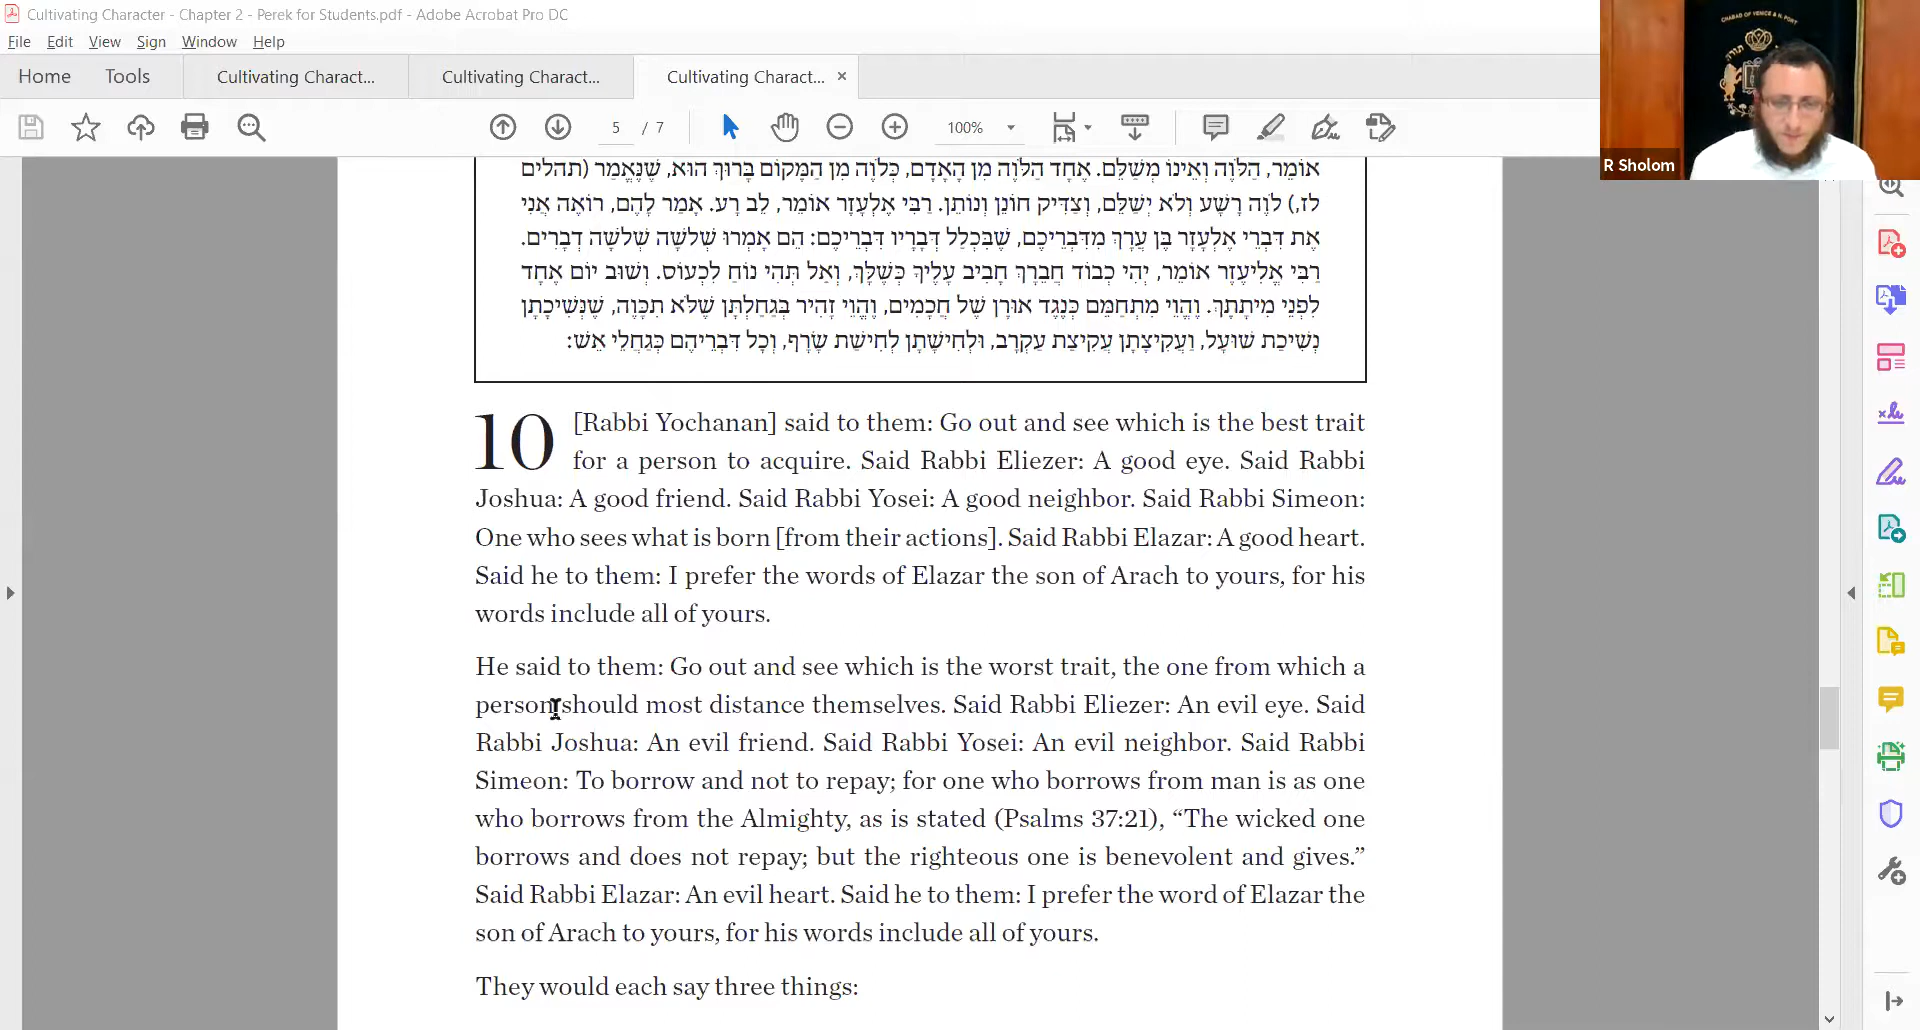 Cultivating Character - Chapter 2 - Perek for Students.pdf - Adobe Acrobat Pro DC
File Edit View Sign Window Help
Home Tools Cultivating Charact... Cultivating Charact... Cultivating Charact... ×
5 / 7 100%
CHABAD OF VENICE & N. PORT
R Sholom
אוֹמֵר, הַלֹּוֶה וְאֵינוֹ מְשַׁלֵּם. אֶחָד הַלֹּוֶה מִן הָאָדָם, כְּלֹוֶה מִן הַמָּקוֹם בָּרוּךְ הוּא, שֶׁנֶּאֱמַר (תהלים
לז,) לֹוֶה רָשָׁע וְלֹא יְשַׁלֵּם, וְצַדִּיק חוֹנֵן וְנוֹתֵן. רַבִּי אֶלְעָזָר אוֹמֵר, לֵב רָע. אָמַר לָהֶם, רוֹאֶה אֲנִי
אֶת דִּבְרֵי אֶלְעָזָר בֶּן עֲרָךְ מִדִּבְרֵיכֶם, שֶׁבִּכְלַל דְּבָרָיו דִּבְרֵיכֶם: הֵם אָמְרוּ שְׁלֹשָׁה שְׁלֹשָׁה דְבָרִים.
רַבִּי אֱלִיעֶזֶר אוֹמֵר, יְהִי כְבוֹד חֲבֵרָךְ חָבִיב עָלֶיךָ כְּשֶׁלָּךְ, וְאַל תְּהִי נוֹחַ לִכְעוֹס. וְשׁוּב יוֹם אֶחָד
לִפְנֵי מִיתָתָךְ. וֶהֱוֵי מִתְחַמֵּם כְּנֶגֶד אוּרָן שֶׁל חֲכָמִים, וֶהֱוֵי זָהִיר בְּגַחַלְתָּן שֶׁלֹּא תִכָּוֶה, שֶׁנְּשִׁיכָתָן
נְשִׁיכַת שׁוּעָל, וַעֲקִיצָתָן עֲקִיצַת עַקְרָב, וּלְחִישָׁתָן לְחִישַׁת שָׂרָף, וְכָל דִּבְרֵיהֶם כְּגַחֲלֵי אֵשׁ:
10 [Rabbi Yochanan] said to them: Go out and see which is the best trait
for a person to acquire. Said Rabbi Eliezer: A good eye. Said Rabbi
Joshua: A good friend. Said Rabbi Yosei: A good neighbor. Said Rabbi Simeon:
One who sees what is born [from their actions]. Said Rabbi Elazar: A good heart.
Said he to them: I prefer the words of Elazar the son of Arach to yours, for his
words include all of yours.
He said to them: Go out and see which is the worst trait, the one from which a
person should most distance themselves. Said Rabbi Eliezer: An evil eye. Said
Rabbi Joshua: An evil friend. Said Rabbi Yosei: An evil neighbor. Said Rabbi
Simeon: To borrow and not to repay; for one who borrows from man is as one
who borrows from the Almighty, as is stated (Psalms 37:21), “The wicked one
borrows and does not repay; but the righteous one is benevolent and gives.”
Said Rabbi Elazar: An evil heart. Said he to them: I prefer the word of Elazar the
son of Arach to yours, for his words include all of yours.
They would each say three things: